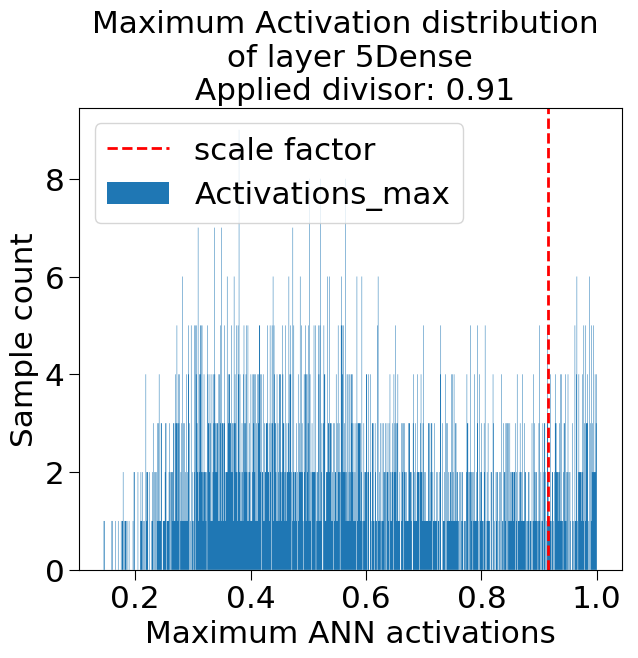 Maximum Activation distribution
of layer 5Dense
Applied divisor: 0.91
scale factor
Activations_max
Sample count
8
6
4
2
0
0.2 0.4 0.6 0.8 1.0
Maximum ANN activations